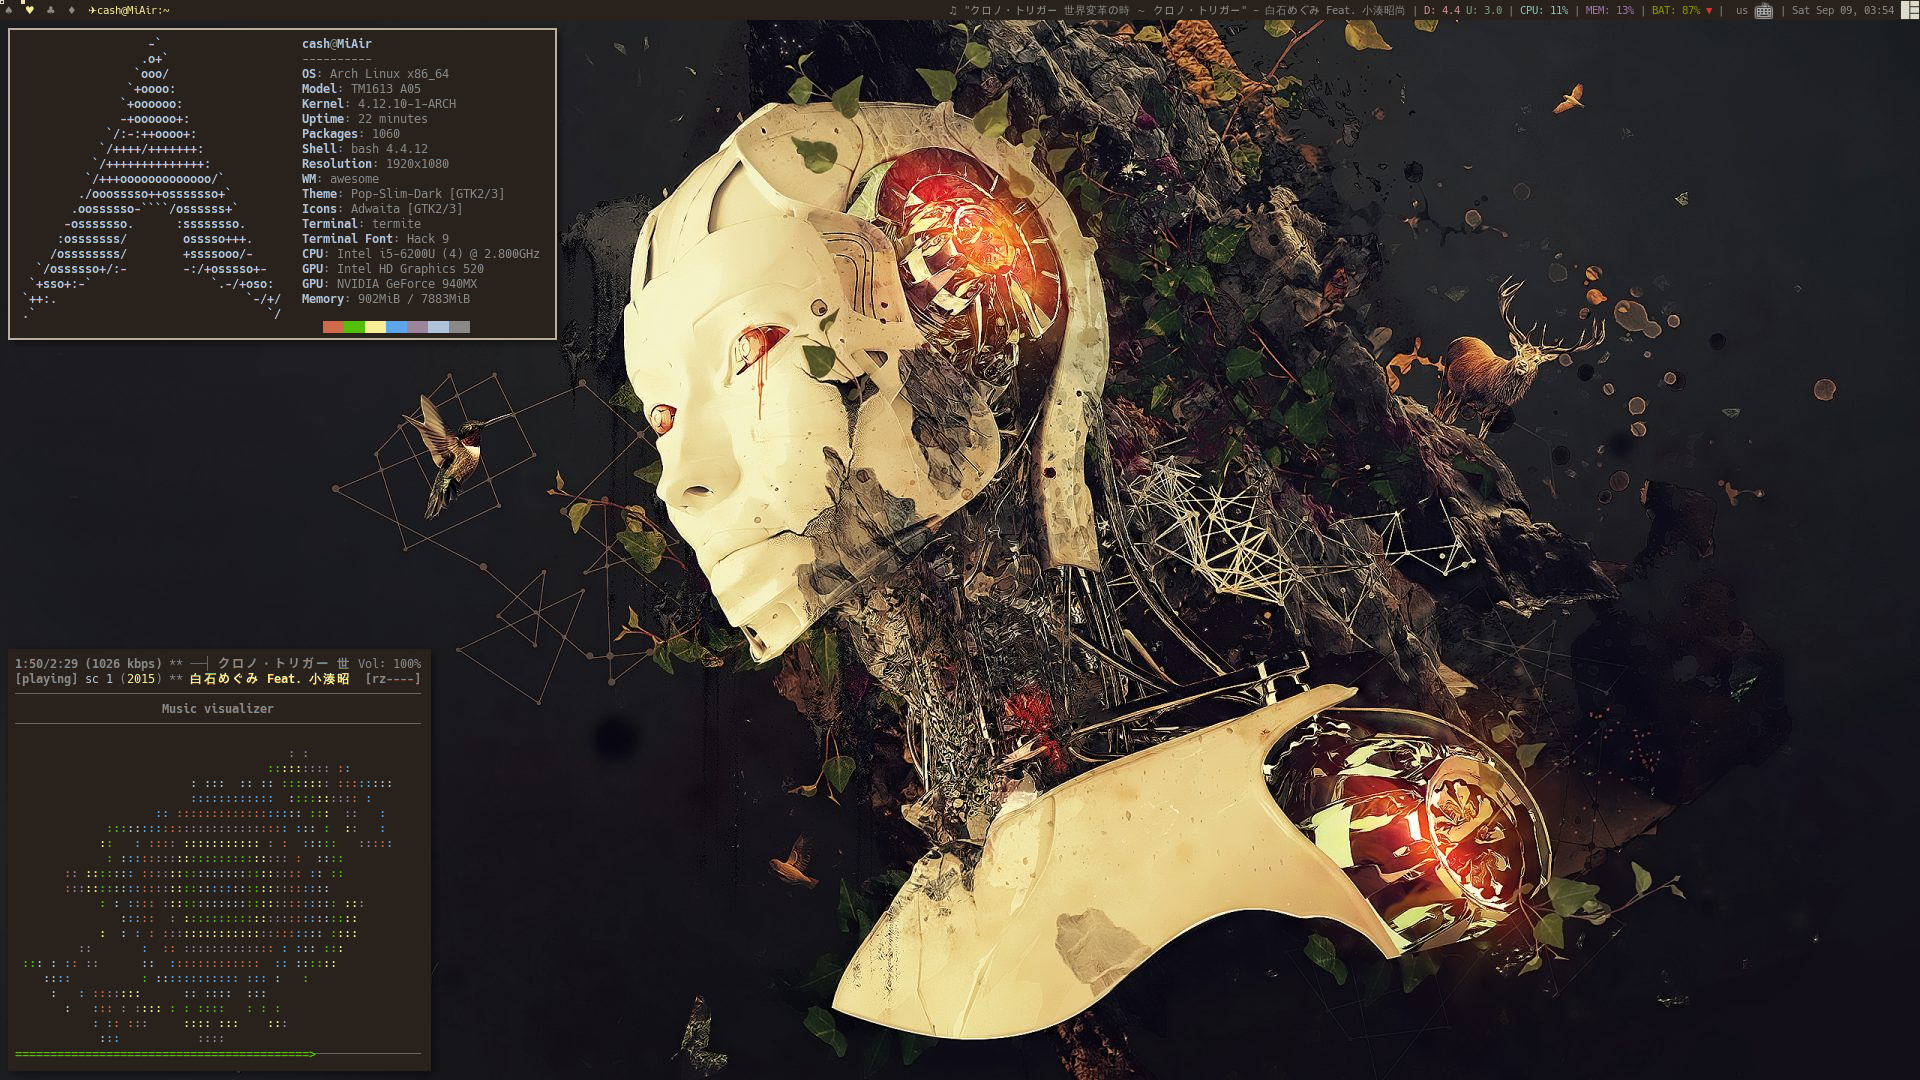 ♠ ♥ ♣ ♦ ✈cash@MiAir:~
♫ "クロノ・トリガー 世界変革の時 ~ クロノ・トリガー" - 白石めぐみ Feat. 小湊昭尚 | D: 4.4 U: 3.0 | CPU: 11% | MEM: 13% | BAT: 87% ▼ | us | Sat Sep 09, 03:54
cash@MiAir
----------
OS: Arch Linux x86_64
Model: TM1613 A05
Kernel: 4.12.10-1-ARCH
Uptime: 22 minutes
Packages: 1060
Shell: bash 4.4.12
Resolution: 1920x1080
WM: awesome
Theme: Pop-Slim-Dark [GTK2/3]
Icons: Adwaita [GTK2/3]
Terminal: termite
Terminal Font: Hack 9
CPU: Intel i5-6200U (4) @ 2.800GHz
GPU: Intel HD Graphics 520
GPU: NVIDIA GeForce 940MX
Memory: 902MiB / 7883MiB
1:50/2:29 (1026 kbps) ** ──┤ クロノ・トリガー 世 Vol: 100%
[playing] sc 1 (2015) ** 白石めぐみ Feat. 小湊昭 [rz----]
Music visualizer